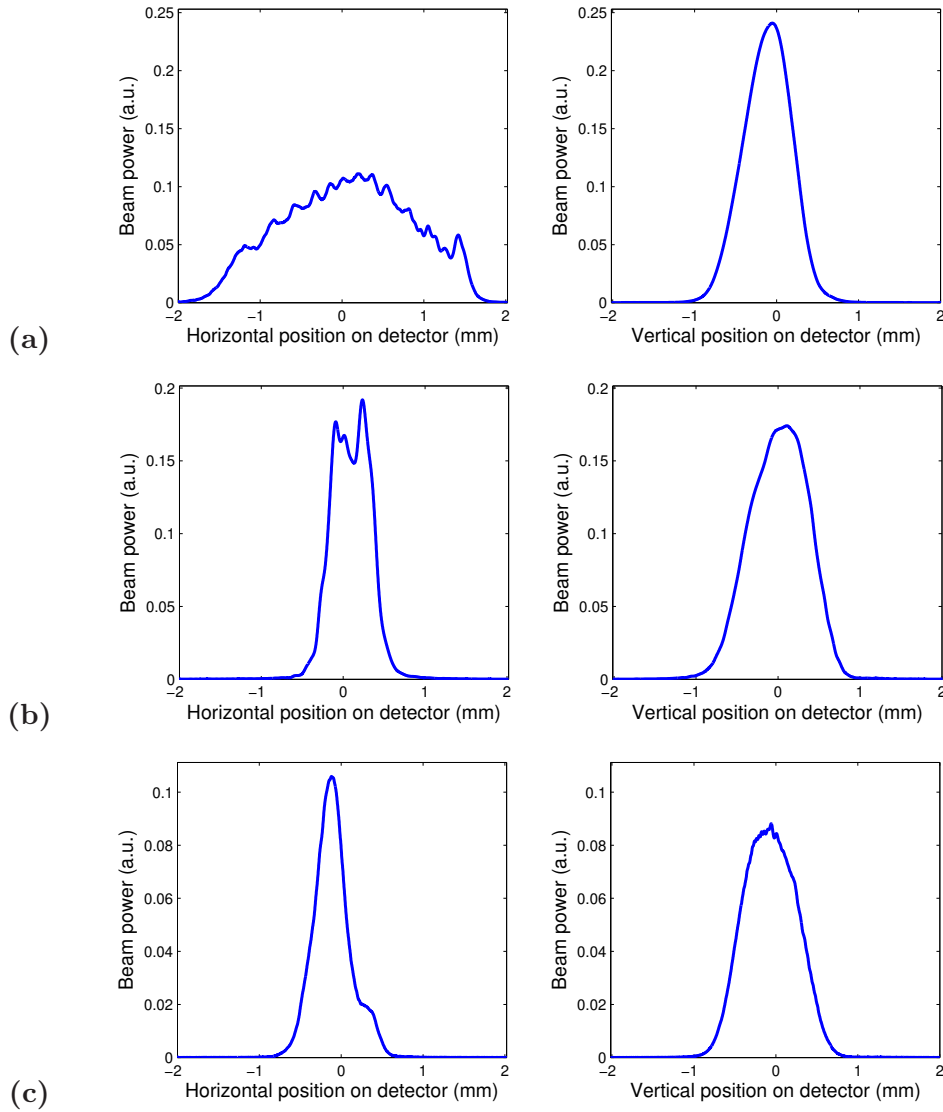 0.25
0.2
0.15
0.1
0.05
0
Beam power (a.u.)
−2 −1 0 1 2
Horizontal position on detector (mm)
0.25
0.2
0.15
0.1
0.05
0
Beam power (a.u.)
−2 −1 0 1 2
Vertical position on detector (mm)
(a)
0.2
0.15
0.1
0.05
0
Beam power (a.u.)
−2 −1 0 1 2
Horizontal position on detector (mm)
0.2
0.15
0.1
0.05
0
Beam power (a.u.)
−2 −1 0 1 2
Vertical position on detector (mm)
(b)
0.1
0.08
0.06
0.04
0.02
0
Beam power (a.u.)
−2 −1 0 1 2
Horizontal position on detector (mm)
0.1
0.08
0.06
0.04
0.02
0
Beam power (a.u.)
−2 −1 0 1 2
Vertical position on detector (mm)
(c)